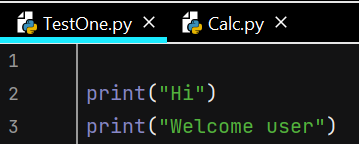 TestOne.py × Calc.py ×
1
2 print("Hi")
3 print("Welcome user")